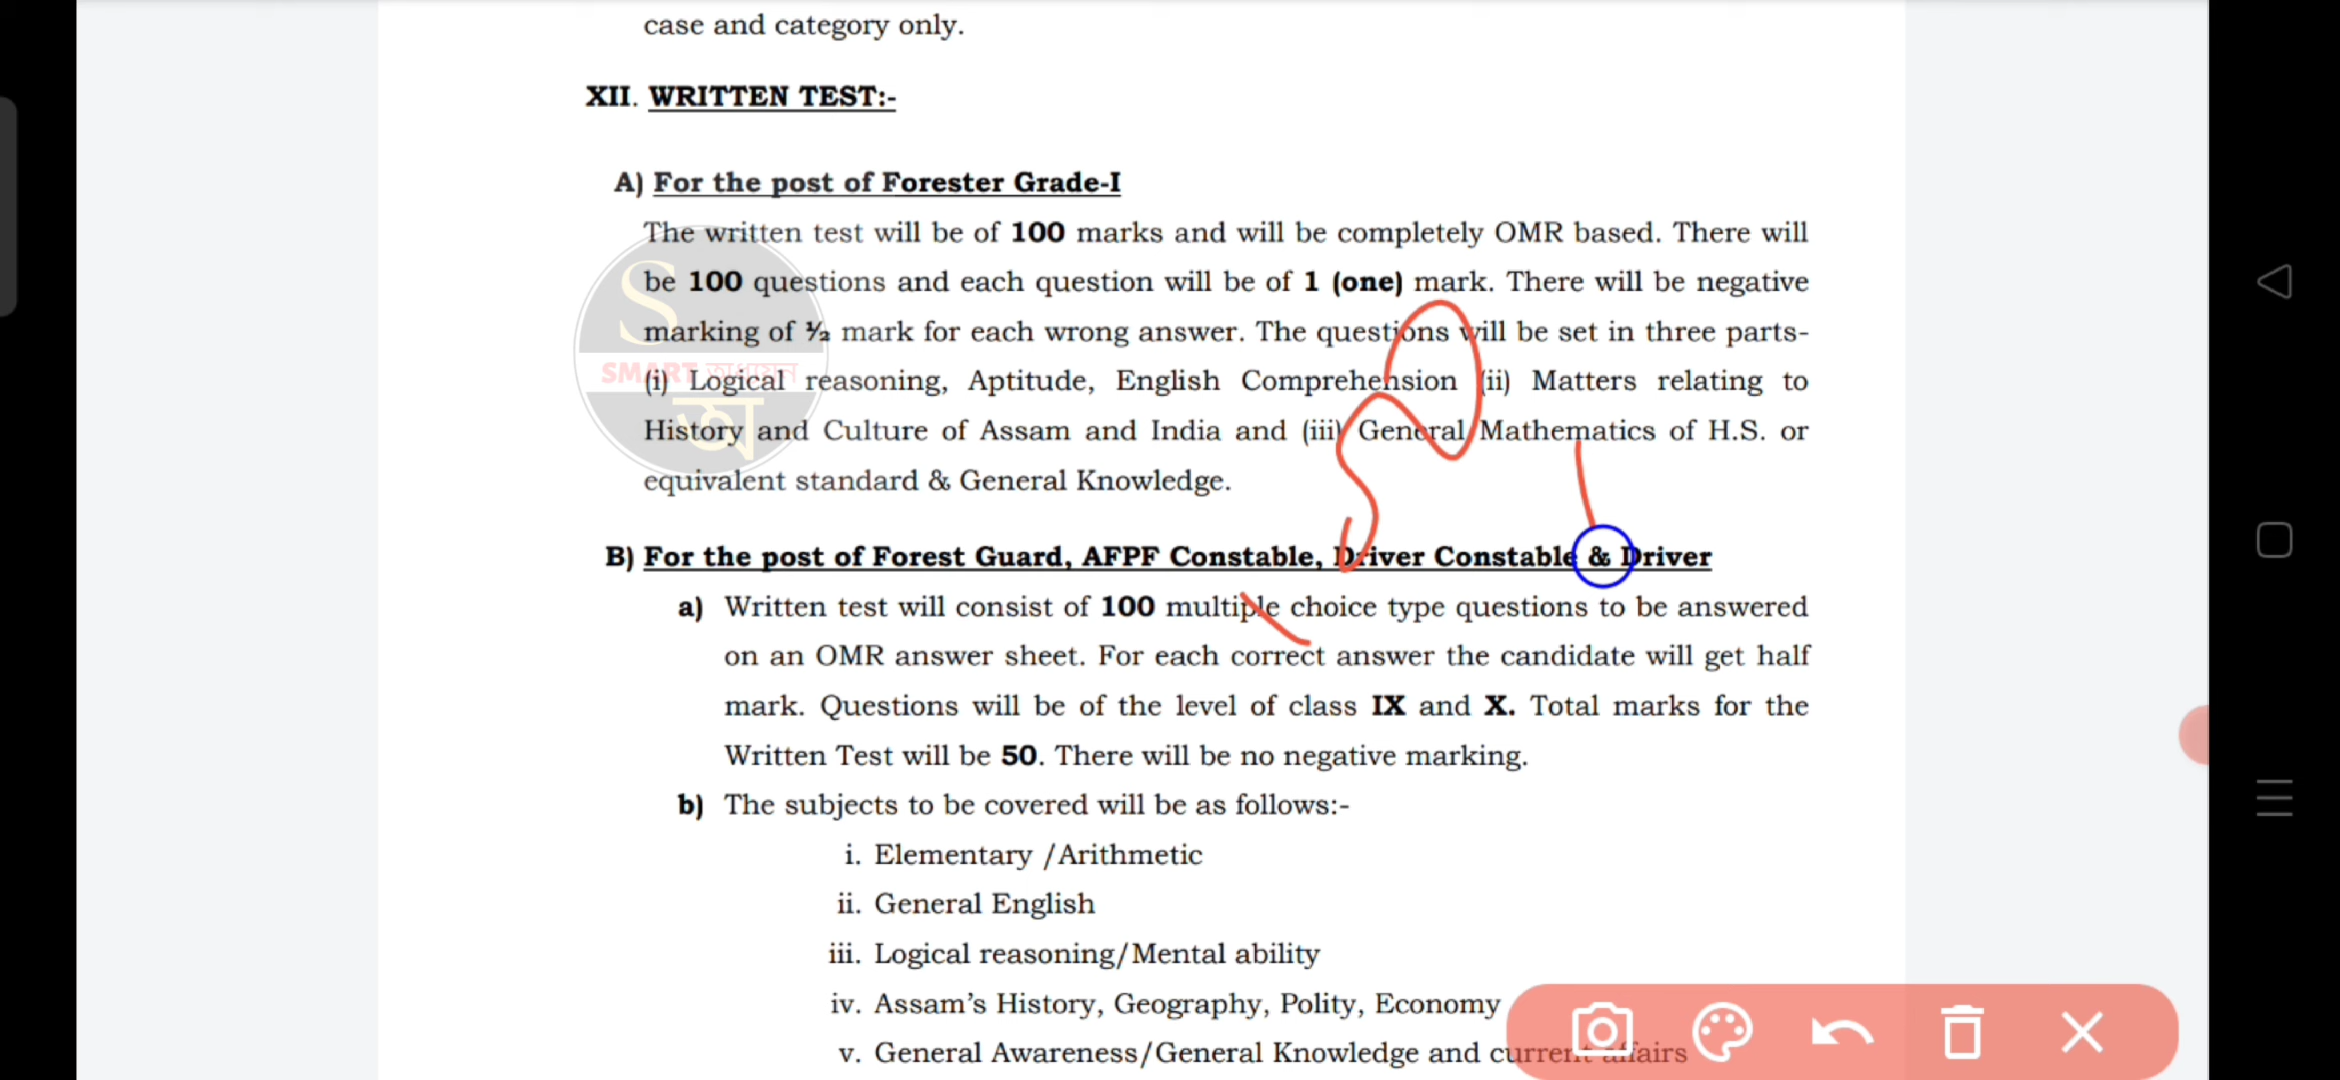 case and category only.
XII. WRITTEN TEST:-
A) For the post of Forester Grade-I
The written test will be of 100 marks and will be completely OMR based. There will
be 100 questions and each question will be of 1 (one) mark. There will be negative
marking of ½ mark for each wrong answer. The questions will be set in three parts-
(i) Logical reasoning, Aptitude, English Comprehension (ii) Matters relating to
History and Culture of Assam and India and (iii) General Mathematics of H.S. or
equivalent standard & General Knowledge.
S
SMART অধ্যয়ন
অ
B) For the post of Forest Guard, AFPF Constable, Driver Constable & Driver
a) Written test will consist of 100 multiple choice type questions to be answered
on an OMR answer sheet. For each correct answer the candidate will get half
mark. Questions will be of the level of class IX and X. Total marks for the
Written Test will be 50. There will be no negative marking.
b) The subjects to be covered will be as follows:-
i. Elementary /Arithmetic
ii. General English
iii. Logical reasoning/Mental ability
iv. Assam's History, Geography, Polity, Economy
v. General Awareness/General Knowledge and current affairs